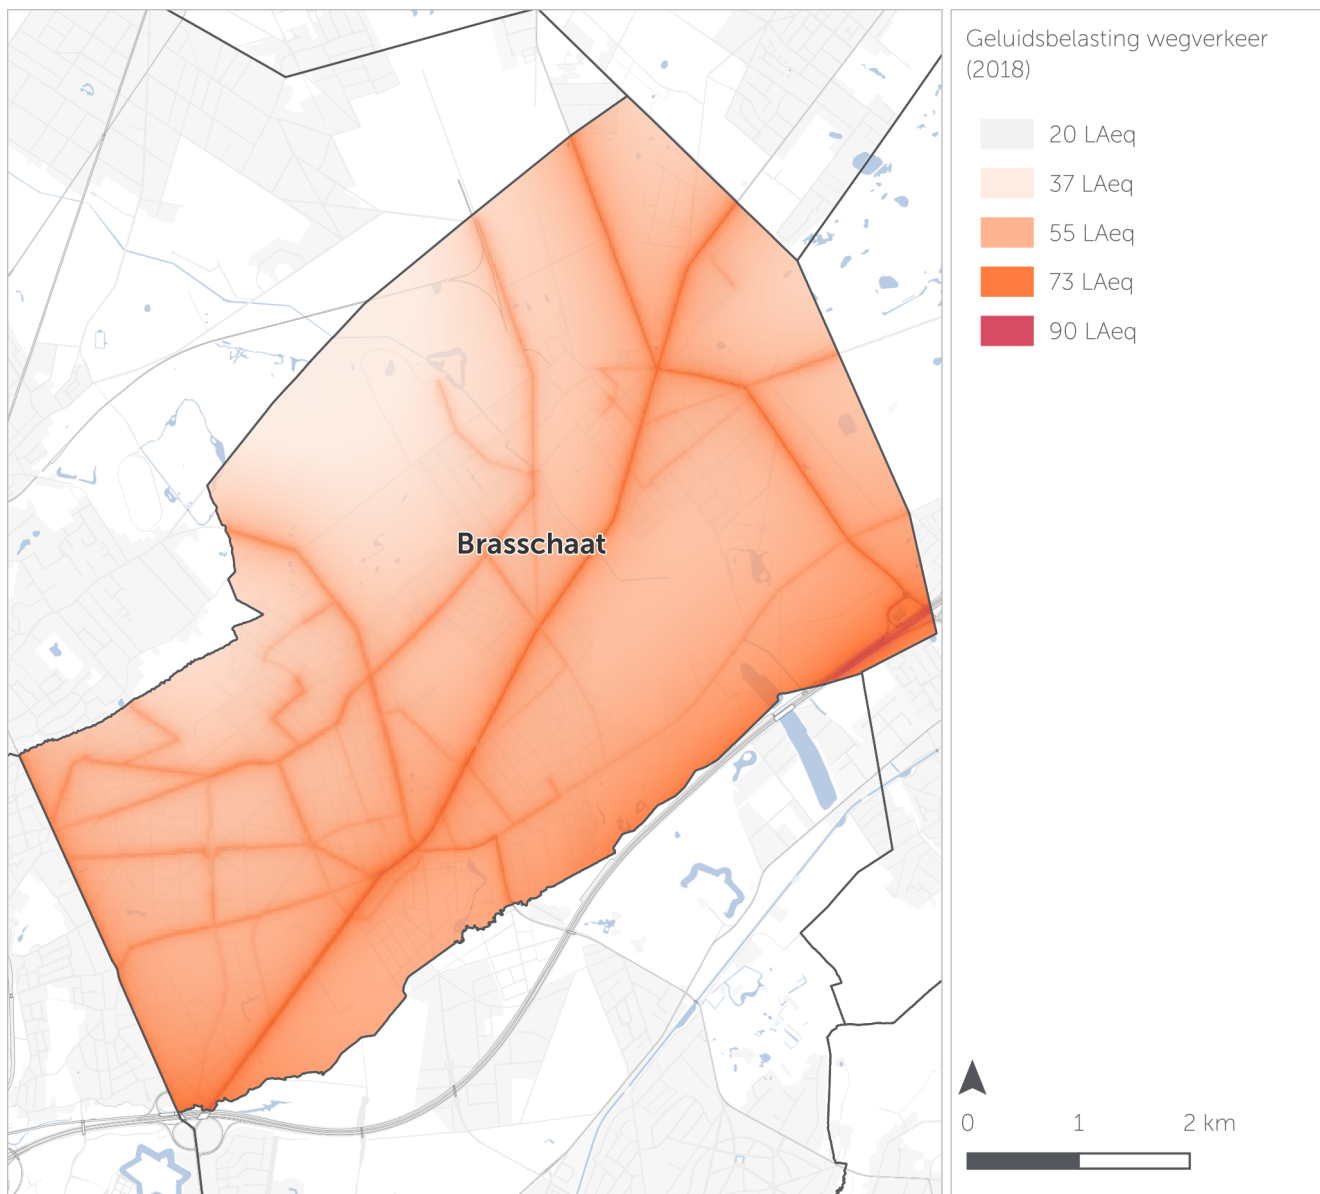 Geluidsbelasting wegverkeer
(2018)
20 LAeq
37 LAeq
55 LAeq
73 LAeq
90 LAeq
Brasschaat
0 1 2 km